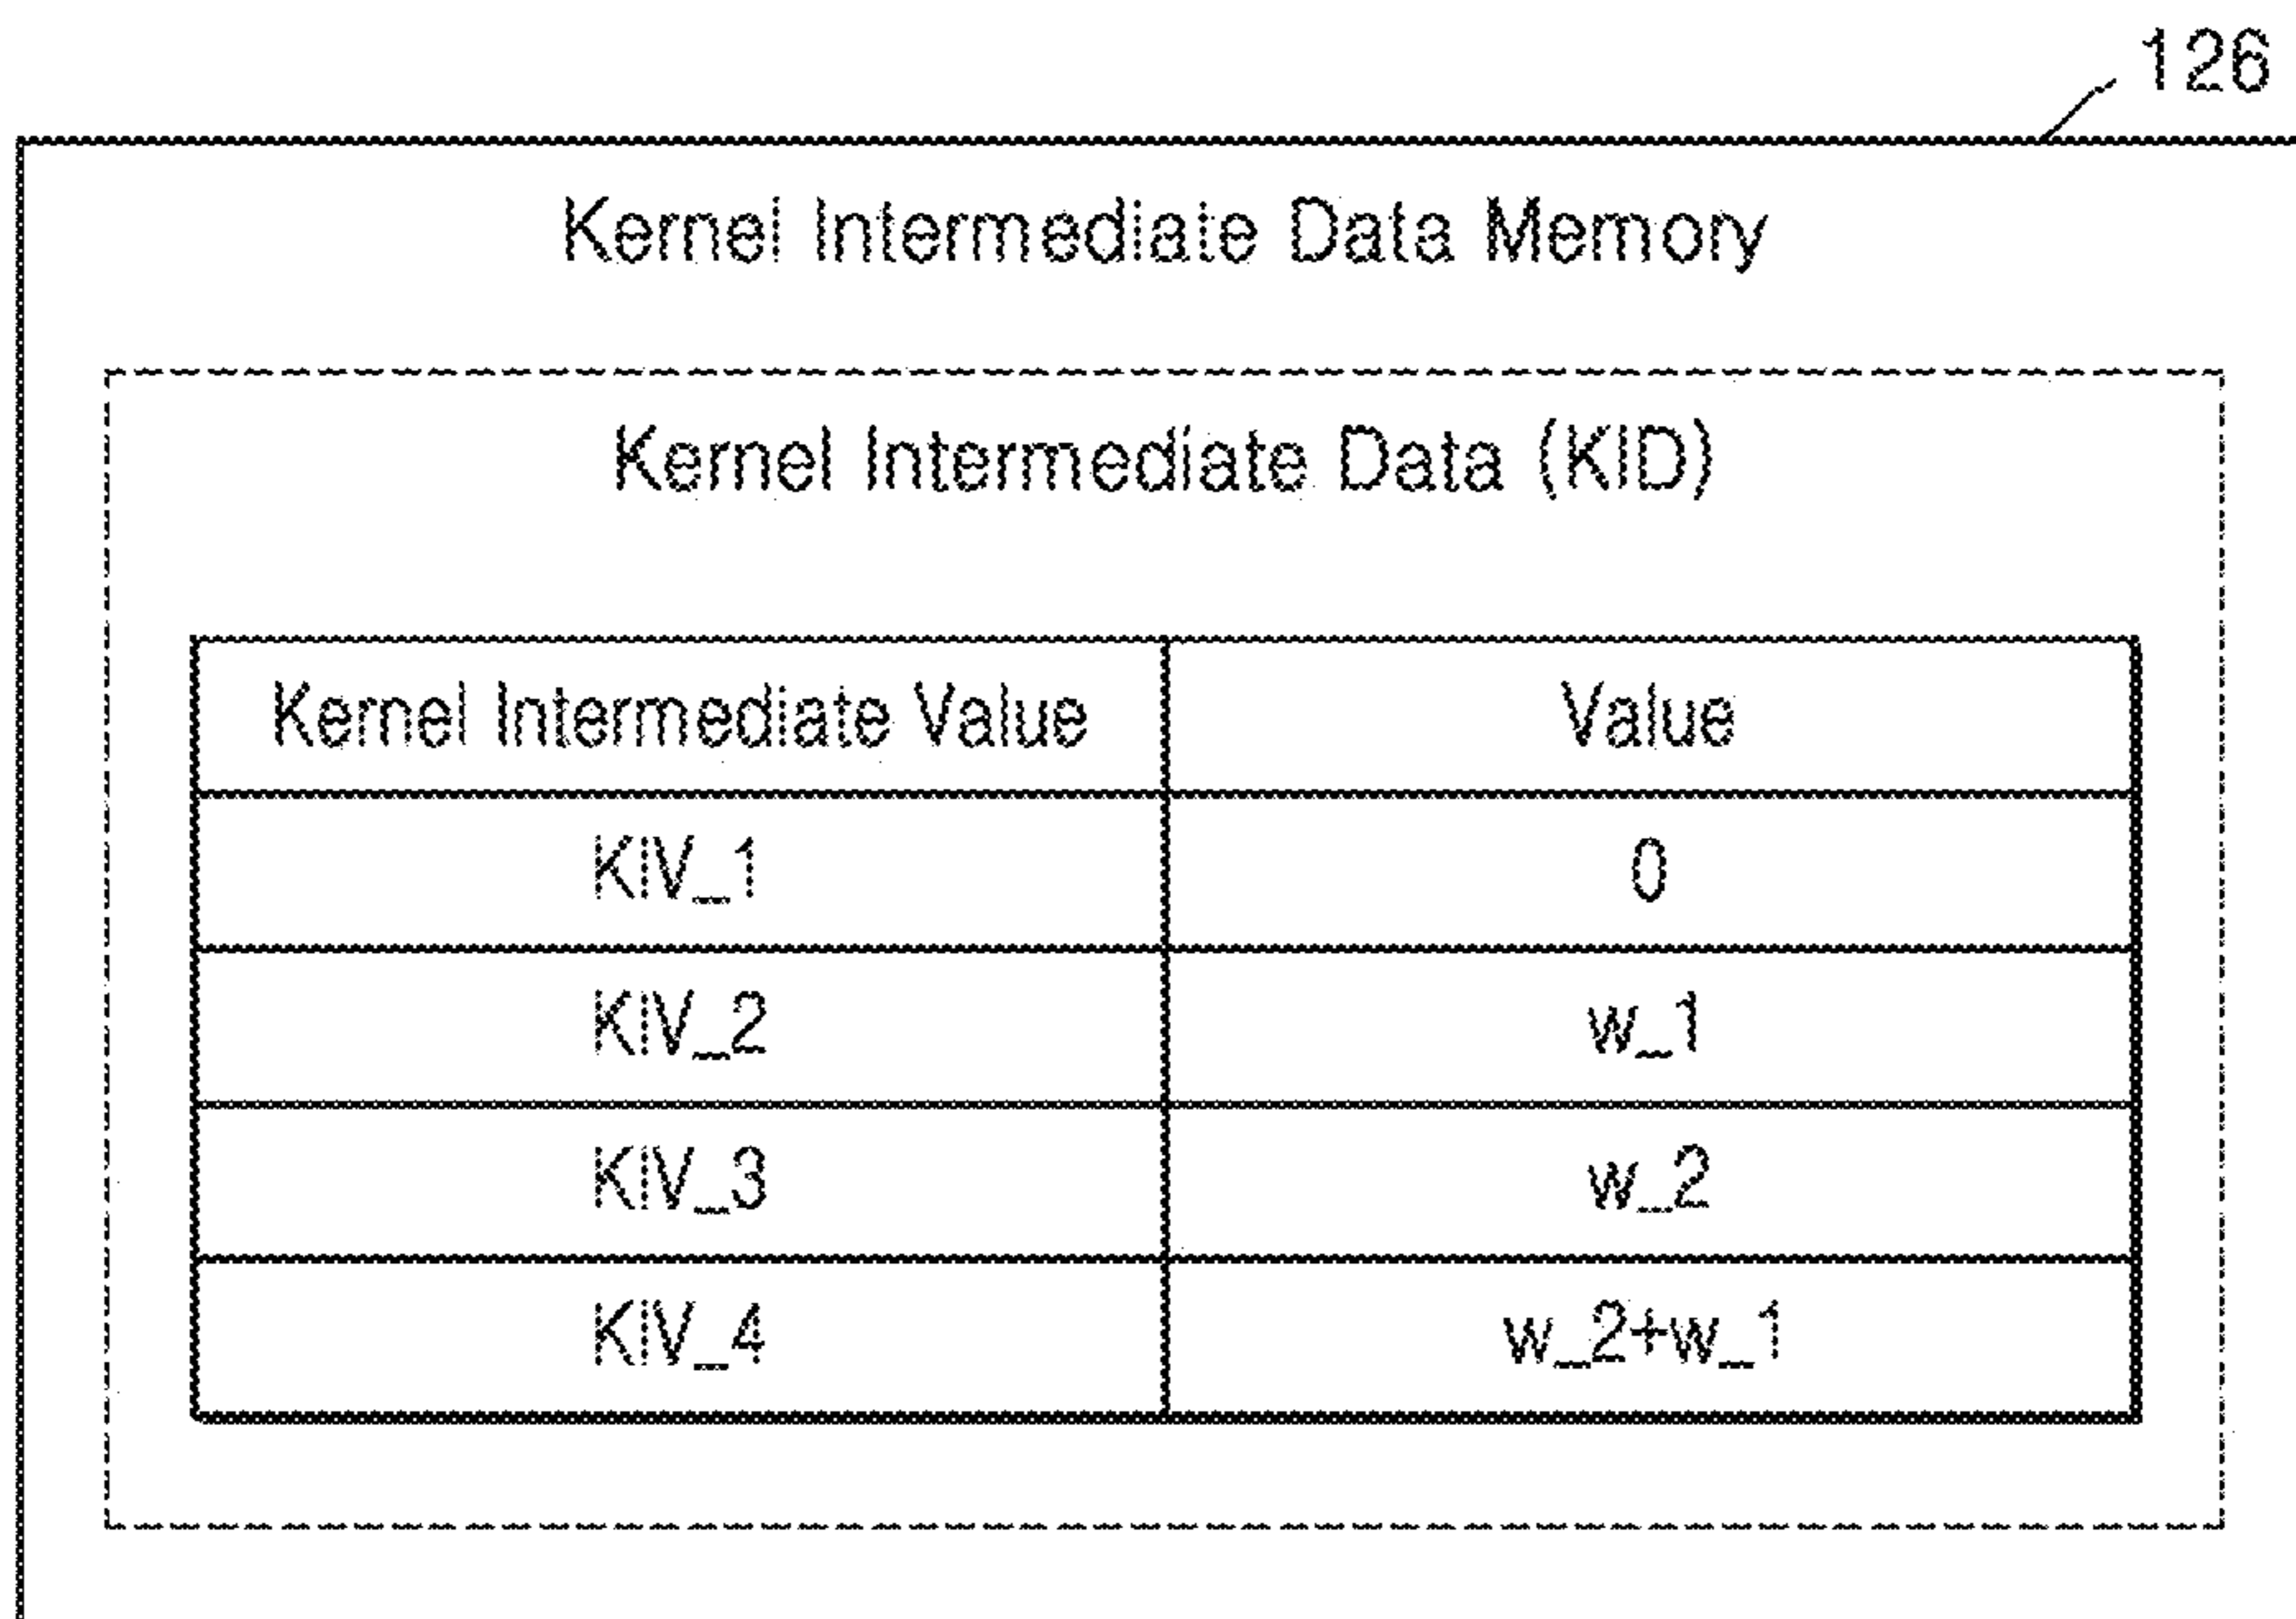 126
Kernel Intermediate Data Memory
Kernel Intermediate Data (KID)
Kernel Intermediate Value Value
KIV_1 0
KIV_2 w_1
KIV_3 w_2
KIV_4 w_2+w_1